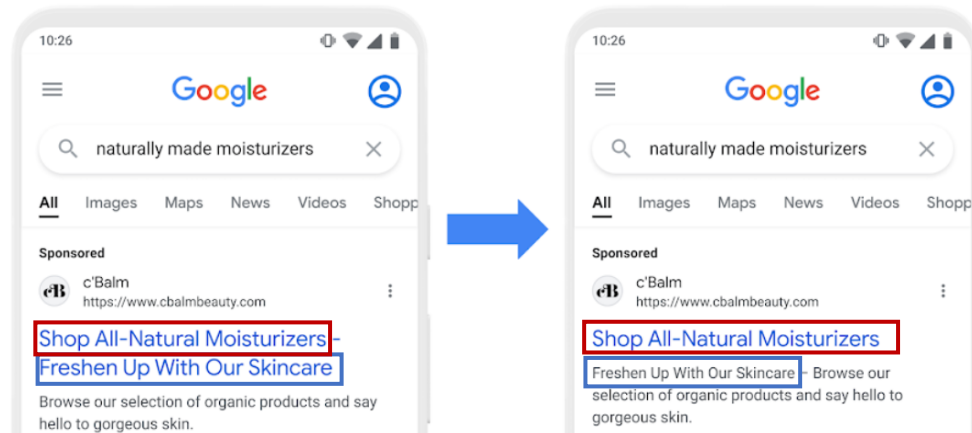 10:26
Google
naturally made moisturizers
All Images Maps News Videos Shopp
Sponsored
cB
c'Balm
https://www.cbalmbeauty.com
Shop All-Natural Moisturizers -
Freshen Up With Our Skincare
Browse our selection of organic products and say
hello to gorgeous skin.
10:26
Google
naturally made moisturizers
All Images Maps News Videos Shopp
Sponsored
cB
c'Balm
https://www.cbalmbeauty.com
Shop All-Natural Moisturizers
Freshen Up With Our Skincare - Browse our
selection of organic products and say hello to
gorgeous skin.